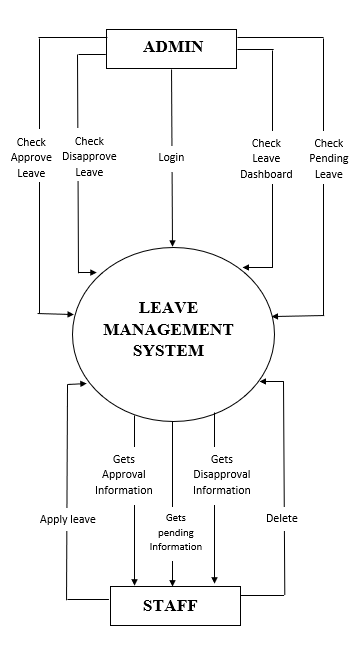 ADMIN
Check
Approve
Leave
Check
Disapprove
Leave
Login
Check
Leave
Dashboard
Check
Pending
Leave
LEAVE
MANAGEMENT
SYSTEM
Gets
Approval
Information
Gets
Disapproval
Information
Apply leave
Gets
pending
Information
Delete
STAFF